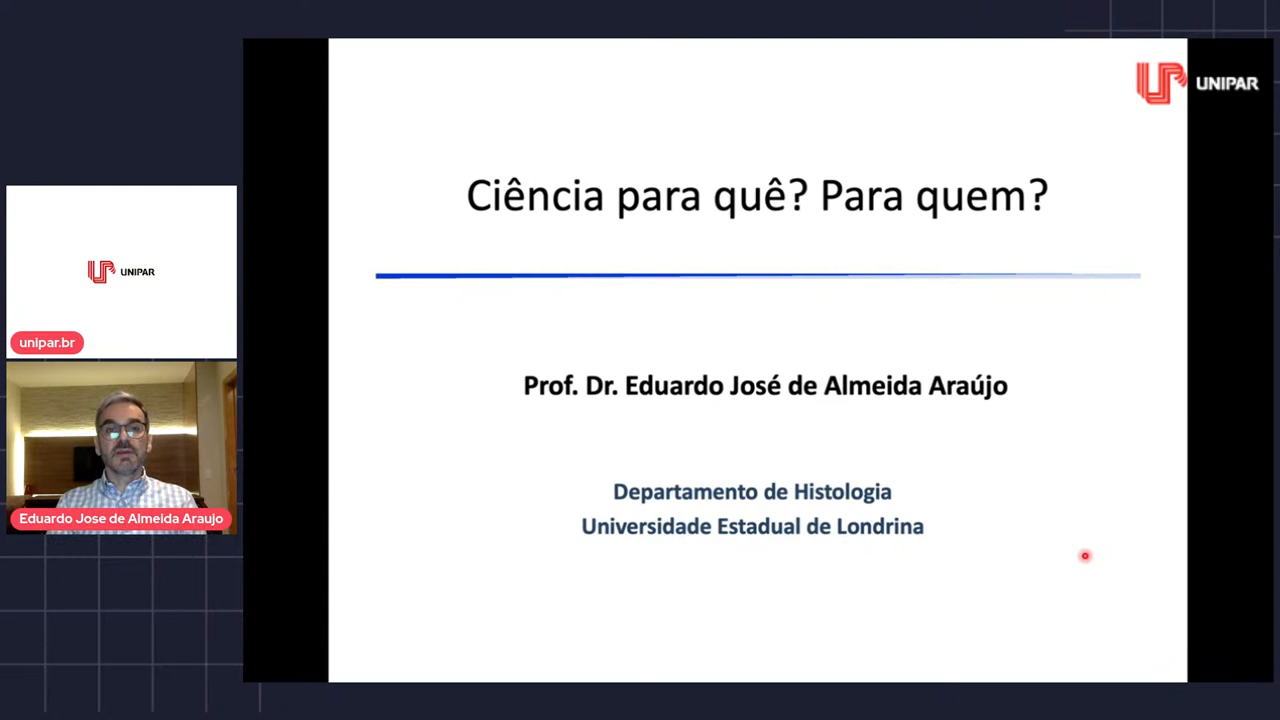 UNIPAR
Ciência para quê? Para quem?
UNIPAR
unipar.br
Prof. Dr. Eduardo José de Almeida Araújo
Departamento de Histologia
Universidade Estadual de Londrina
Eduardo Jose de Almeida Araujo